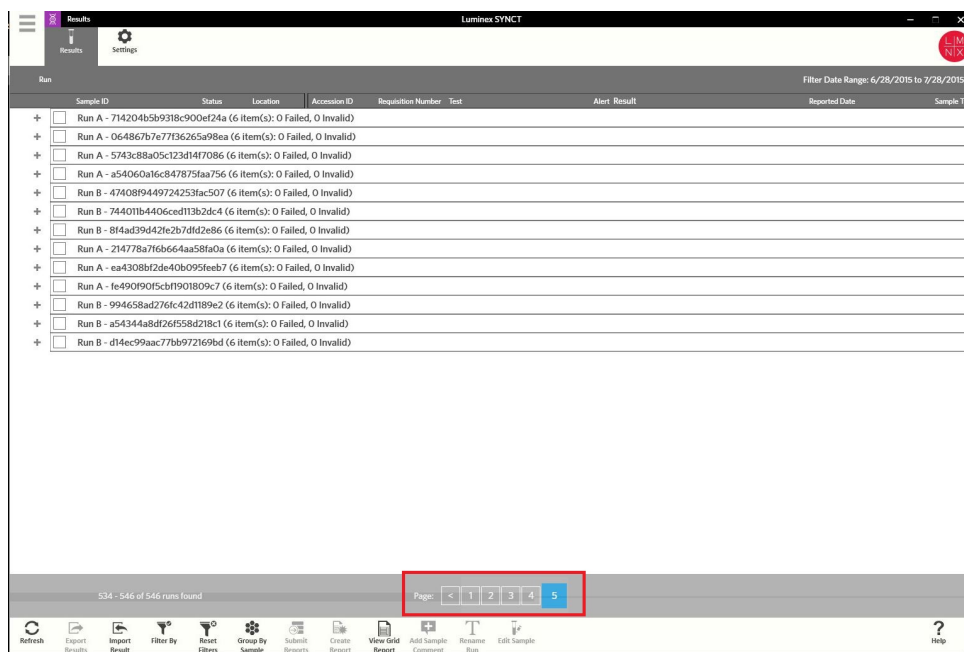 Results
Luminex SYNCT
Results
Settings
L M
N X
Run
Filter Date Range: 6/28/2015 to 7/28/2015
Sample ID Status Location Accession ID Requisition Number Test Alert Result Reported Date Sample T
Run A - 714204b5b9318c900ef24a (6 item(s): 0 Failed, 0 Invalid)
Run A - 064867b7e77f36265a98ea (6 item(s): 0 Failed, 0 Invalid)
Run A - 5743c88a05c123d14f7086 (6 item(s): 0 Failed, 0 Invalid)
Run A - a54060a16c847875faa756 (6 item(s): 0 Failed, 0 Invalid)
Run B - 47408f9449724253fac507 (6 item(s): 0 Failed, 0 Invalid)
Run B - 744011b4406ced113b2dc4 (6 item(s): 0 Failed, 0 Invalid)
Run B - 8f4ad39d42fe2b7dfd2e86 (6 item(s): 0 Failed, 0 Invalid)
Run A - 214778a7f6b664aa58fa0a (6 item(s): 0 Failed, 0 Invalid)
Run A - ea4308bf2de40b095feeb7 (6 item(s): 0 Failed, 0 Invalid)
Run A - fe490f90f5cbf1901809c7 (6 item(s): 0 Failed, 0 Invalid)
Run B - 994658ad276fc42d1189e2 (6 item(s): 0 Failed, 0 Invalid)
Run B - a54344a8df26f558d218c1 (6 item(s): 0 Failed, 0 Invalid)
Run B - d14ec99aac77bb972169bd (6 item(s): 0 Failed, 0 Invalid)
534 - 546 of 546 runs found
Page: < 1 2 3 4 5
Refresh
Export Results
Import Result
Filter By
Reset Filters
Group By Sample
Submit Reports
Create Report
View Grid Report
Add Sample Comment
Rename Run
Edit Sample
? Help